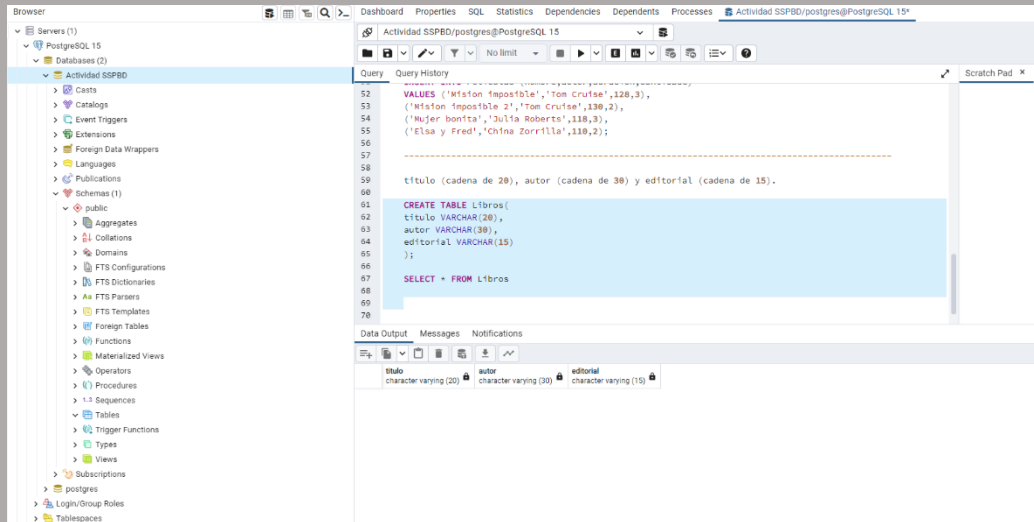 Browser
Servers (1)
PostgreSQL 15
Databases (2)
Actividad SSPBD
Casts
Catalogs
Event Triggers
Extensions
Foreign Data Wrappers
Languages
Publications
Schemas (1)
public
Aggregates
Collations
Domains
FTS Configurations
FTS Dictionaries
FTS Parsers
FTS Templates
Foreign Tables
Functions
Materialized Views
Operators
Procedures
Sequences
Tables
Trigger Functions
Types
Views
Subscriptions
postgres
Login/Group Roles
Tablespaces
Dashboard Properties SQL Statistics Dependencies Dependents Processes Actividad SSPBD/postgres@PostgreSQL 15*
Actividad SSPBD/postgres@PostgreSQL 15
No limit
Query Query History
Scratch Pad
52 VALUES ('Mision imposible','Tom Cruise',128,3),
53 ('Mision imposible 2','Tom Cruise',130,2),
54 ('Mujer bonita','Julia Roberts',118,3),
55 ('Elsa y Fred','China Zorrilla',110,2);
56
57 ------------------------------------------------------------------------------------------
58
59 titulo (cadena de 20), autor (cadena de 30) y editorial (cadena de 15).
60
61 CREATE TABLE Libros(
62 titulo VARCHAR(20),
63 autor VARCHAR(30),
64 editorial VARCHAR(15)
65 );
66
67 SELECT * FROM Libros
68
69
70
Data Output Messages Notifications
titulo autor editorial
character varying (20) character varying (30) character varying (15)